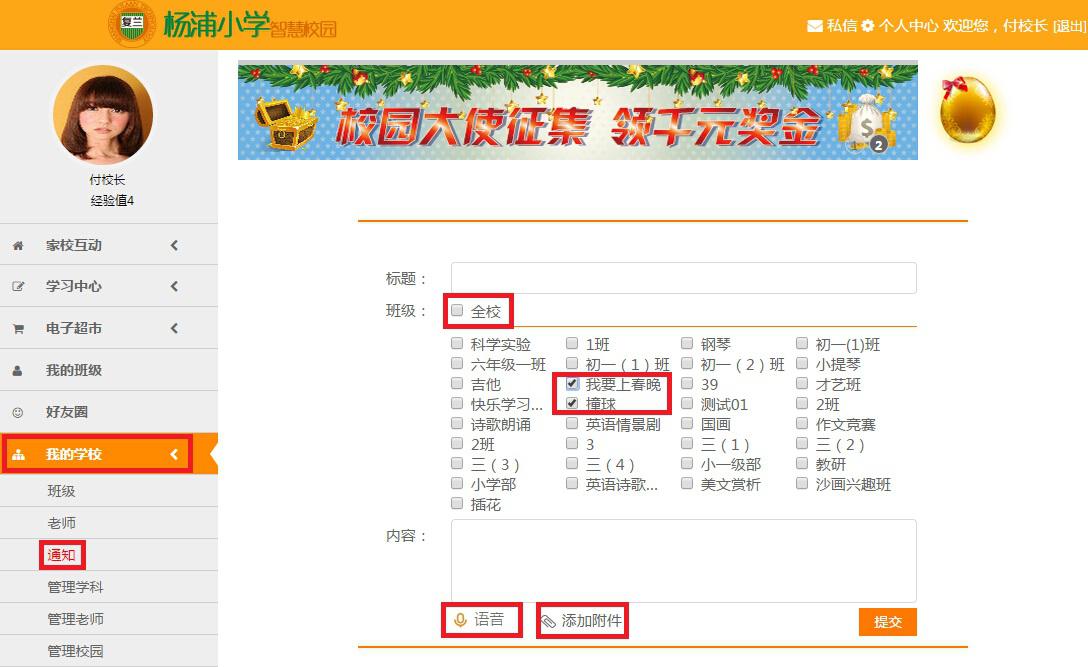 复兰
杨浦小学智慧校园
私信 个人中心 欢迎您，付校长 [退出]
付校长
经验值4
校园大使征集 领千元奖金
$
2
家校互动
学习中心
电子超市
我的班级
好友圈
我的学校
班级
老师
通知
管理学科
管理老师
管理校园
标题：
班级： 全校
科学实验 1班 钢琴 初一(1)班
六年级一班 初一（1）班 初一（2）班 小提琴
吉他 我要上春晚 39 才艺班
快乐学习... 撞球 测试01 2班
诗歌朗诵 英语情景剧 国画 作文竞赛
2班 3 三（1） 三（2）
三（3） 三（4） 小一级部 教研
小学部 英语诗歌... 美文赏析 沙画兴趣班
插花
内容：
语音 添加附件 提交